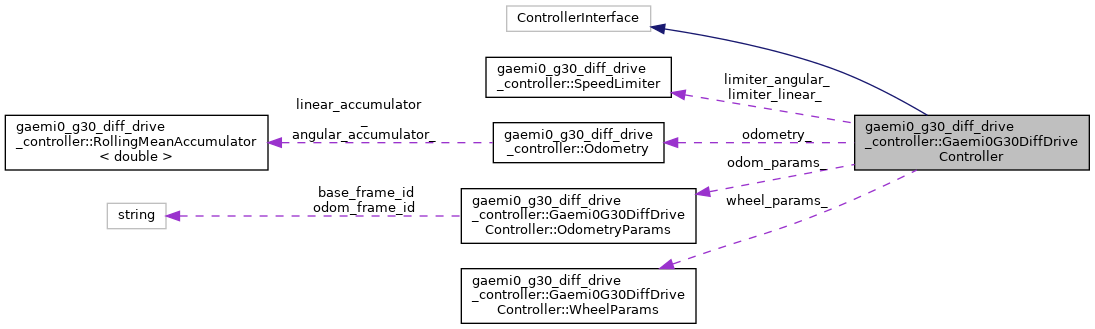 ControllerInterface
gaemi0_g30_diff_drive
_controller::SpeedLimiter
limiter_angular_
limiter_linear_
linear_accumulator
_
angular_accumulator_
gaemi0_g30_diff_drive
_controller::RollingMeanAccumulator
< double >
gaemi0_g30_diff_drive
_controller::Odometry
odometry_
gaemi0_g30_diff_drive
_controller::Gaemi0G30DiffDrive
Controller
odom_params_
base_frame_id
odom_frame_id
string
gaemi0_g30_diff_drive
_controller::Gaemi0G30DiffDrive
Controller::OdometryParams
wheel_params_
gaemi0_g30_diff_drive
_controller::Gaemi0G30DiffDrive
Controller::WheelParams